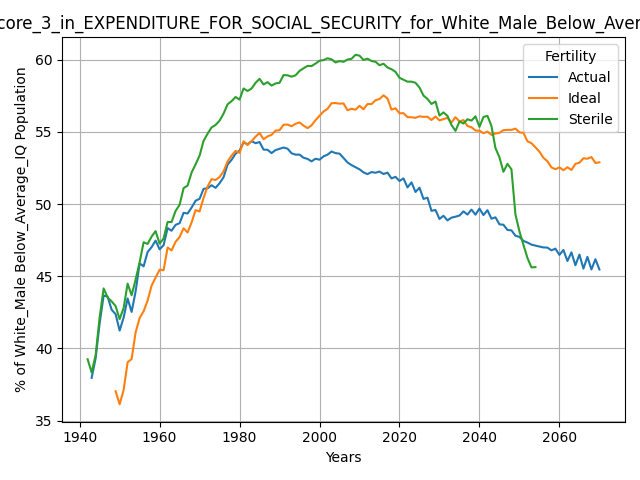 core_3_in_EXPENDITURE_FOR_SOCIAL_SECURITY_for_White_Male_Below_Aver
Fertility
Actual
Ideal
Sterile
% of White_Male Below_Average_IQ Population
60
55
50
45
40
35
1940 1960 1980 2000 2020 2040 2060
Years